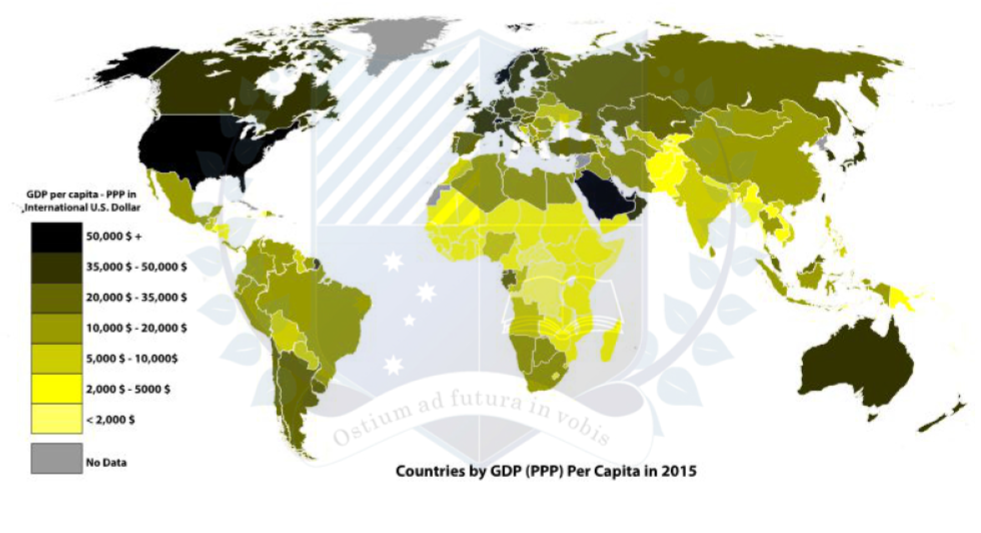 GDP per capita - PPP in
International U.S. Dollar
50,000 $ +
35,000 $ - 50,000 $
20,000 $ - 35,000 $
10,000 $ - 20,000 $
5,000 $ - 10,000$
2,000 $ - 5000 $
< 2,000 $
No Data
Ostium ad futura in vobis
Countries by GDP (PPP) Per Capita in 2015